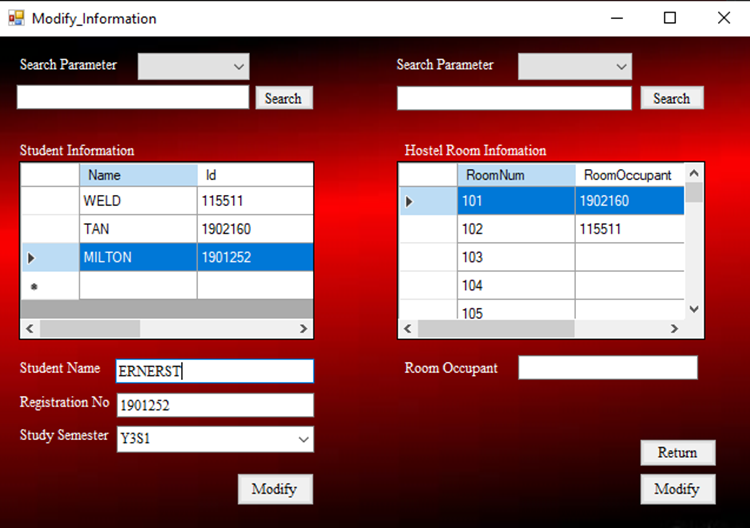 Modify_Information
Search Parameter
Search
Student Information
Name Id
WELD 115511
TAN 1902160
MILTON 1901252
Student Name ERNERST
Registration No 1901252
Study Semester Y3S1
Modify
Search Parameter
Search
Hostel Room Infomation
RoomNum RoomOccupant
101 1902160
102 115511
103
104
105
Room Occupant
Return
Modify